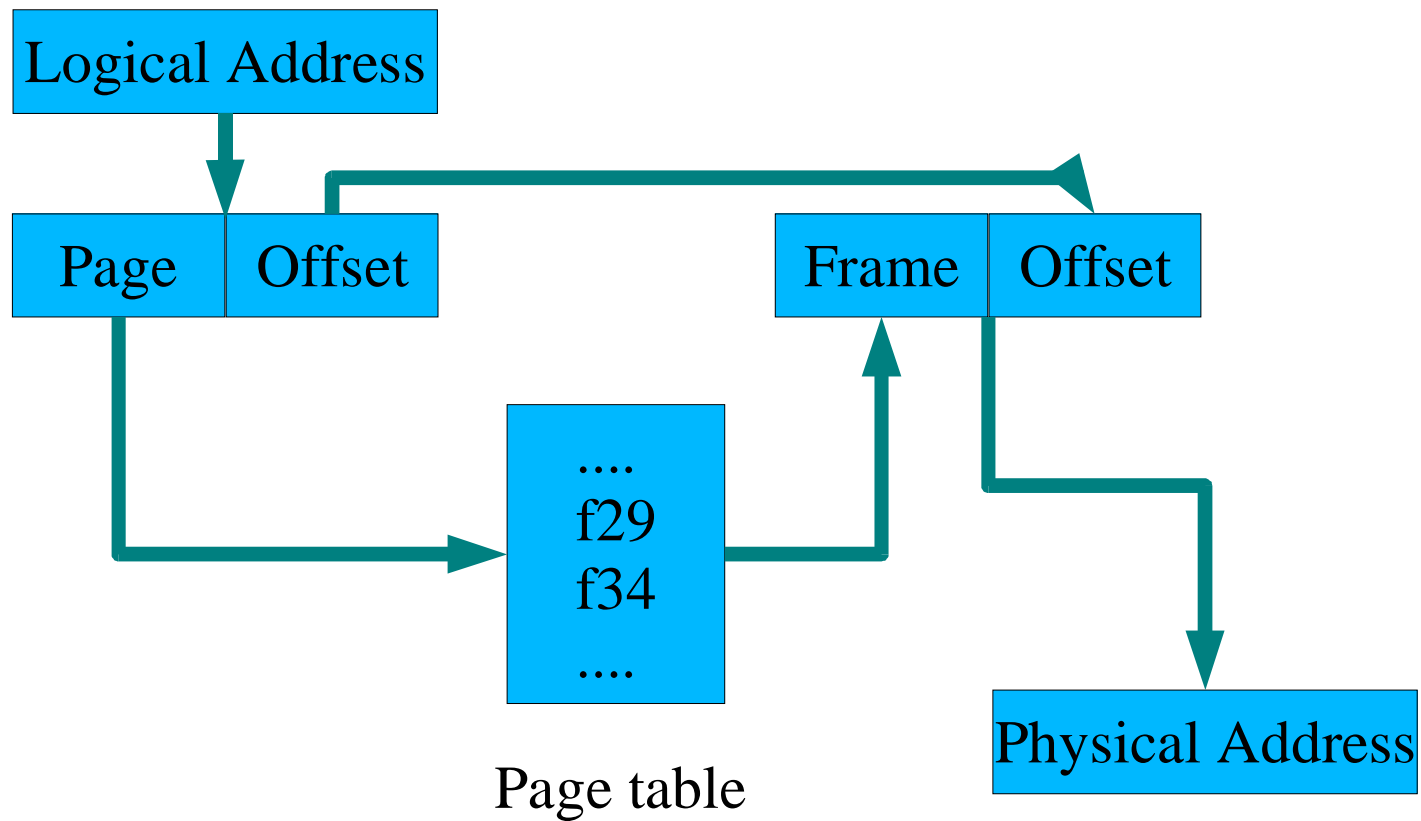 Logical Address
Page Offset
Frame Offset
....
f29
f34
....
Physical Address
Page table